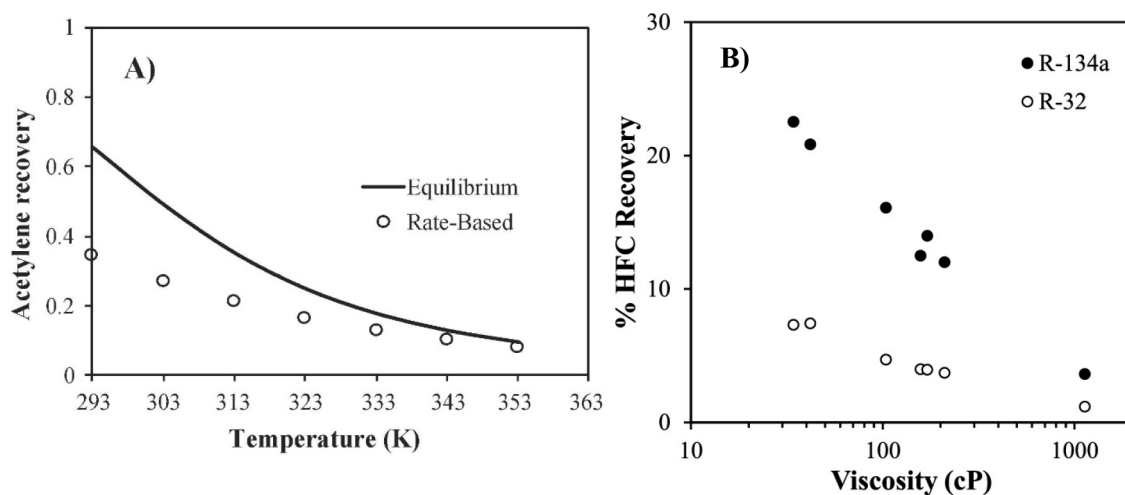 A)
Acetylene recovery
1
0.8
0.6
0.4
0.2
0
Equilibrium
Rate-Based
293 303 313 323 333 343 353 363
Temperature (K)
B)
% HFC Recovery
30
20
10
0
R-134a
R-32
10 100 1000
Viscosity (cP)